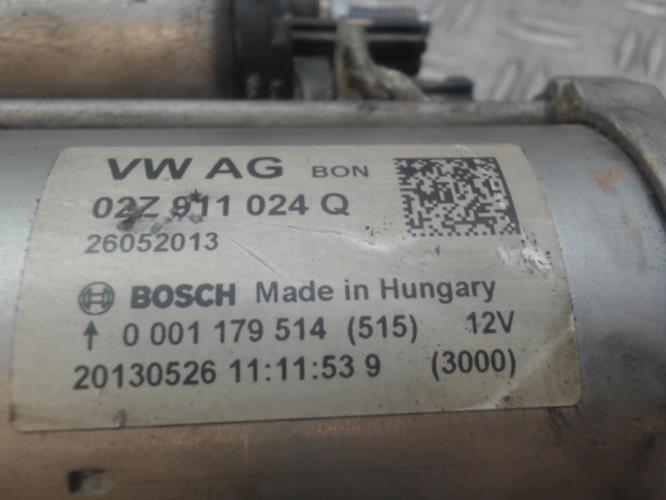 VW AG BON
02Z 911 024 Q
26052013
BOSCH Made in Hungary
↑ 0 001 179 514 (515) 12V
20130526 11:11:53 9 (3000)